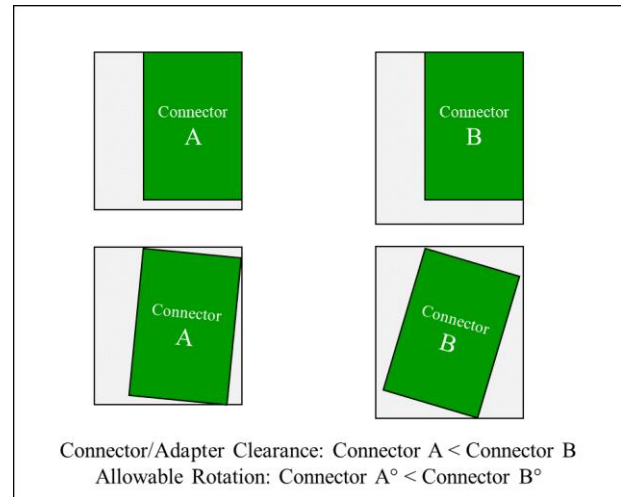 Connector
A
Connector
B
Connector
A
Connector
B
Connector/Adapter Clearance: Connector A < Connector B
Allowable Rotation: Connector A° < Connector B°